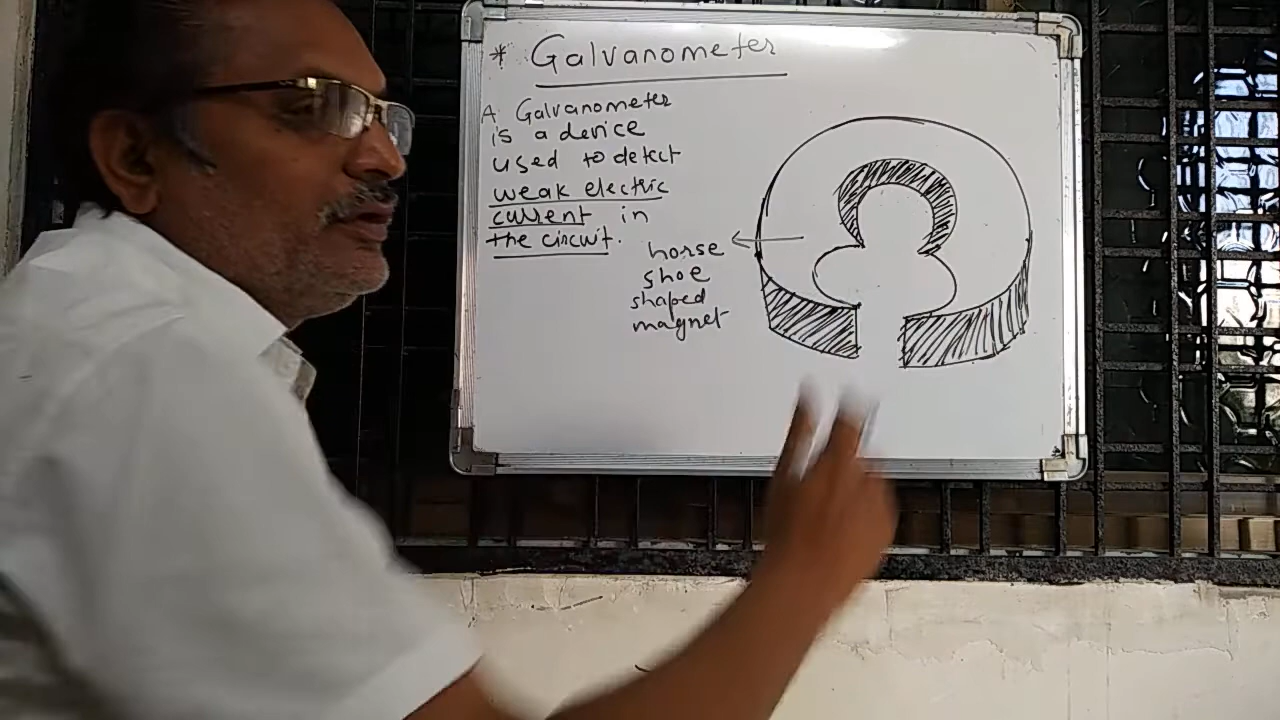 * Galvanometer
A Galvanometer
is a device
used to detect
weak electric
current in
the circuit.
horse
shoe
shaped
magnet